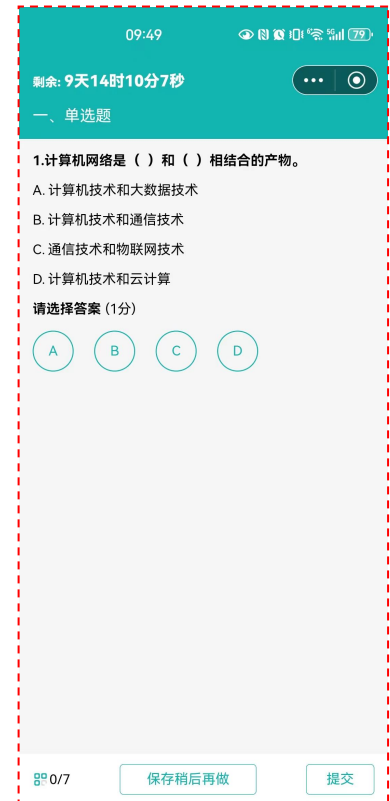 09:49
5G 79
剩余: 9天14时10分7秒
一、单选题
1.计算机网络是（ ）和（ ）相结合的产物。
A. 计算机技术和大数据技术
B. 计算机技术和通信技术
C. 通信技术和物联网技术
D. 计算机技术和云计算
请选择答案 (1分)
A B C D
0/7 保存稍后再做 提交